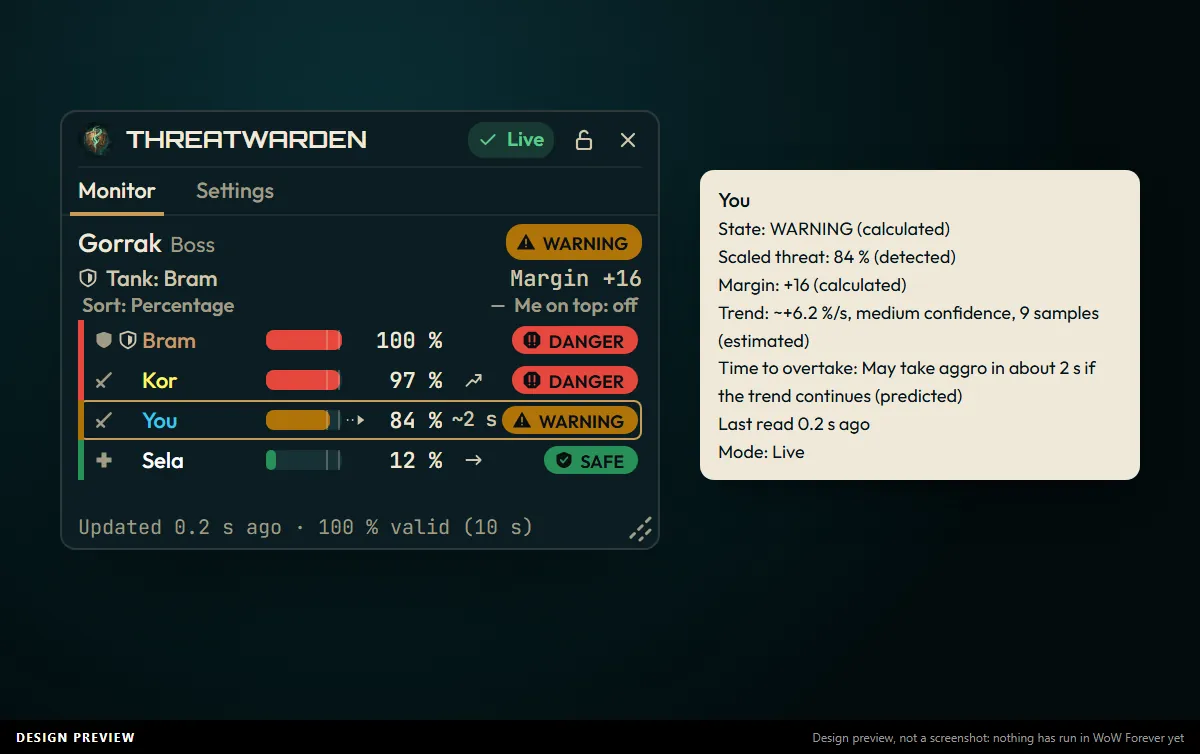 THREATWARDEN
Live
Monitor
Settings
Gorrak Boss
WARNING
Tank: Bram
Margin +16
Sort: Percentage
— Me on top: off
Bram 100 % DANGER
Kor 97 % DANGER
You 84 % ~2 s WARNING
Sela 12 % SAFE
Updated 0.2 s ago · 100 % valid (10 s)
You
State: WARNING (calculated)
Scaled threat: 84 % (detected)
Margin: +16 (calculated)
Trend: ~+6.2 %/s, medium confidence, 9 samples
(estimated)
Time to overtake: May take aggro in about 2 s if
the trend continues (predicted)
Last read 0.2 s ago
Mode: Live
DESIGN PREVIEW
Design preview, not a screenshot: nothing has run in WoW Forever yet